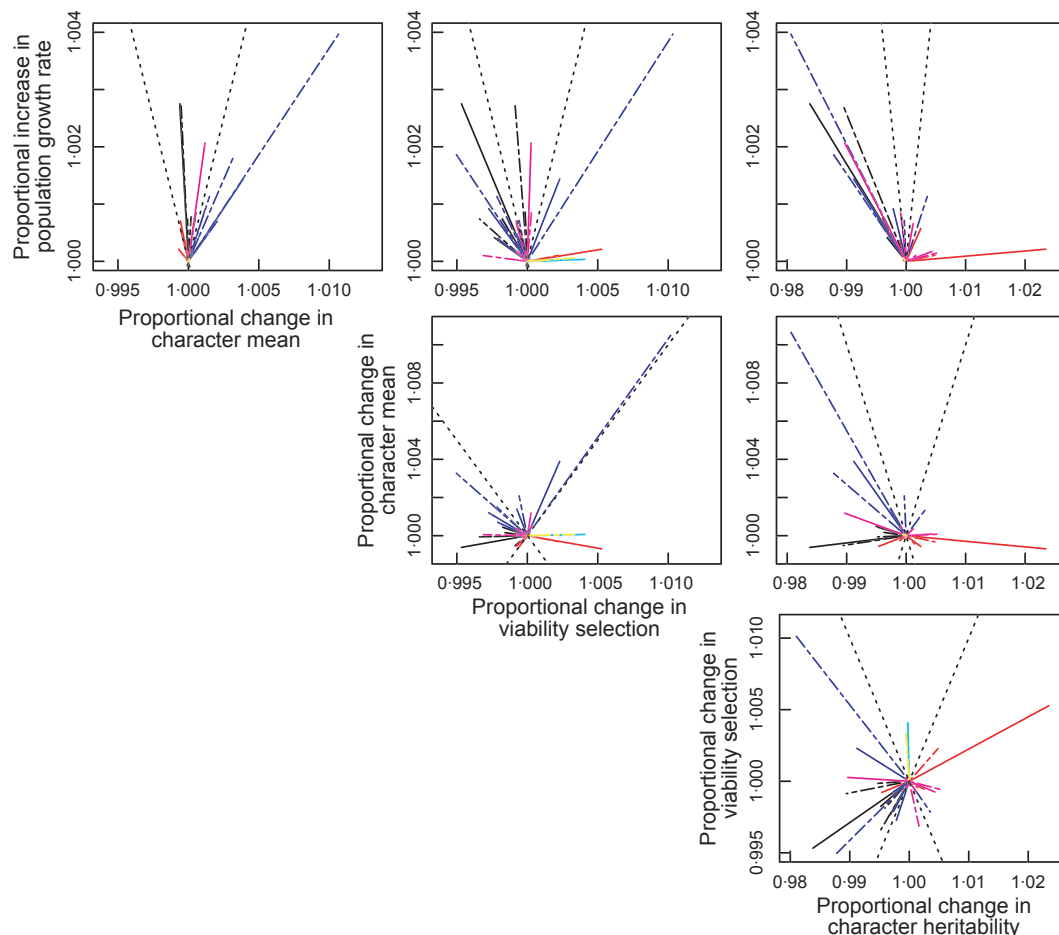 Proportional increase in
population growth rate
1·004
1·002
1·000
0·995 1·000 1·005 1·010
Proportional change in
character mean
1·004
1·002
1·000
0·995 1·000 1·005 1·010
1·004
1·002
1·000
0·98 0·99 1·00 1·01 1·02
Proportional change in
character mean
1·008
1·004
1·000
0·995 1·000 1·005 1·010
Proportional change in
viability selection
1·008
1·004
1·000
0·98 0·99 1·00 1·01 1·02
Proportional change in
viability selection
1·010
1·005
1·000
0·995
0·98 0·99 1·00 1·01 1·02
Proportional change in
character heritability